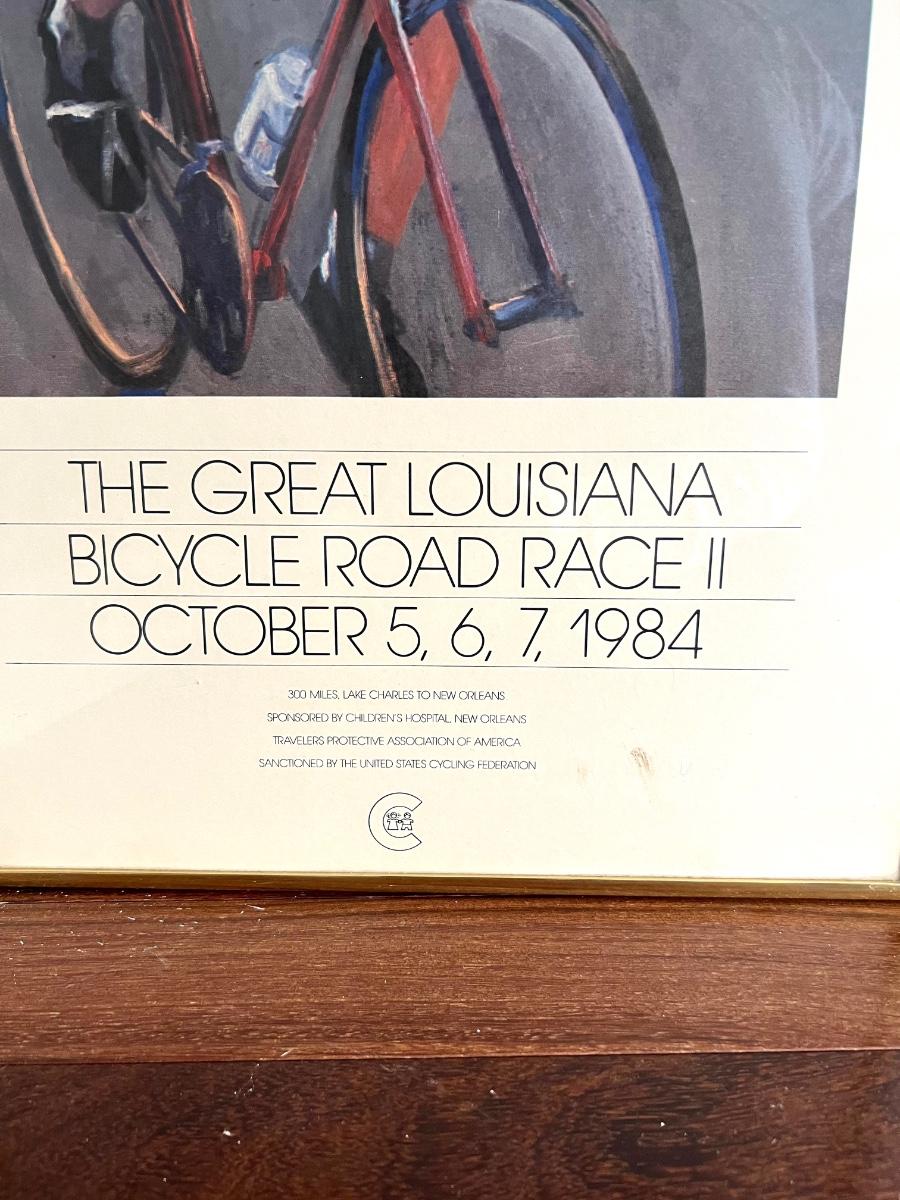 THE GREAT LOUISIANA
BICYCLE ROAD RACE II
OCTOBER 5, 6, 7, 1984
300 MILES, LAKE CHARLES TO NEW ORLEANS
SPONSORED BY CHILDREN'S HOSPITAL, NEW ORLEANS
TRAVELERS PROTECTIVE ASSOCIATION OF AMERICA
SANCTIONED BY THE UNITED STATES CYCLING FEDERATION